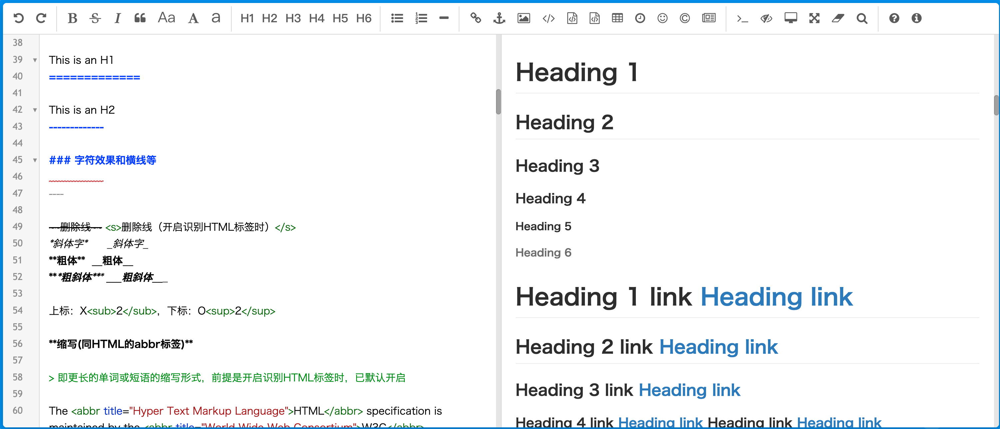 B S I Aa A a H1 H2 H3 H4 H5 H6
38
39 This is an H1
40 =============
41
42 This is an H2
43 -------------
44
45 ### 字符效果和横线等
46
47 ----
48
49 ~~删除线~~ <s>删除线（开启识别HTML标签时）</s>
50 *斜体字* _斜体字_
51 **粗体** __粗体__
52 ***粗斜体*** ___粗斜体___
53
54 上标：X<sub>2</sub>，下标：O<sup>2</sup>
55
56 **缩写(同HTML的abbr标签)**
57
58 > 即更长的单词或短语的缩写形式，前提是开启识别HTML标签时，已默认开启
59
60 The <abbr title="Hyper Text Markup Language">HTML</abbr> specification is
maintained by the <abbr title="World Wide Web Consortium">W3C</abbr>
Heading 1
Heading 2
Heading 3
Heading 4
Heading 5
Heading 6
Heading 1 link Heading link
Heading 2 link Heading link
Heading 3 link Heading link
Heading 4 link Heading link Heading link Heading link